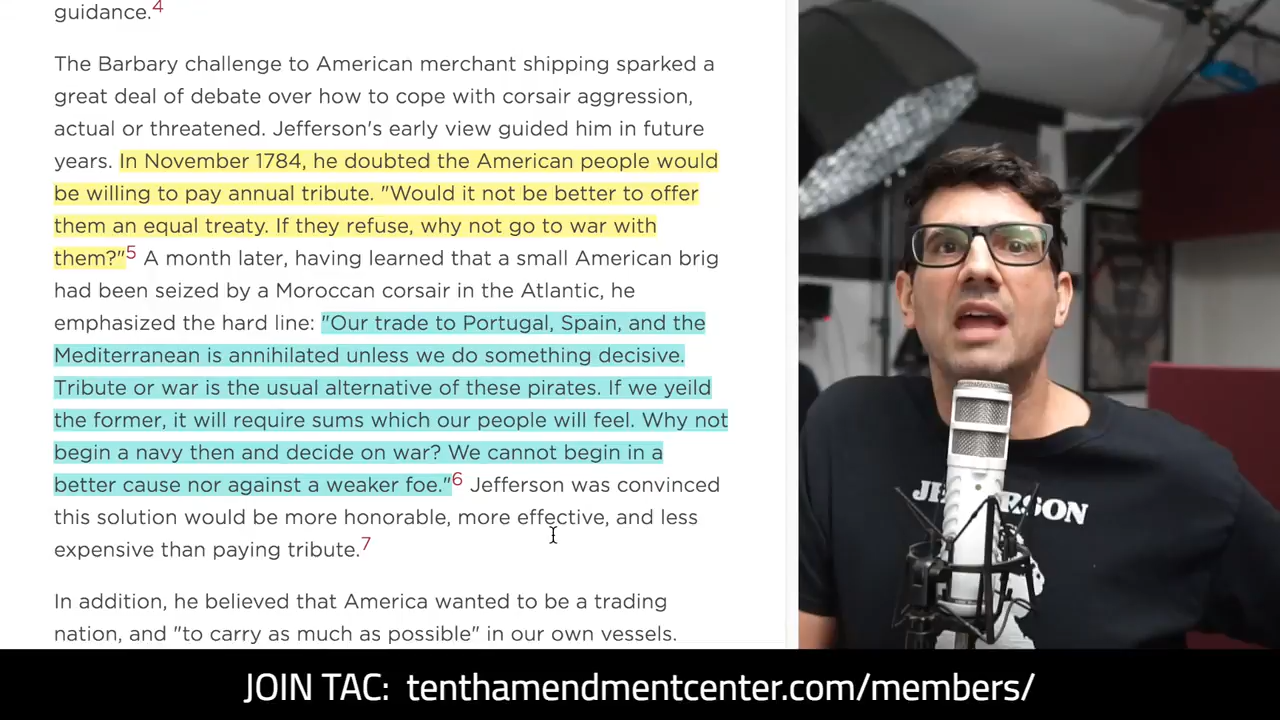 guidance.4
The Barbary challenge to American merchant shipping sparked a
great deal of debate over how to cope with corsair aggression,
actual or threatened. Jefferson's early view guided him in future
years. In November 1784, he doubted the American people would
be willing to pay annual tribute. "Would it not be better to offer
them an equal treaty. If they refuse, why not go to war with
them?"5 A month later, having learned that a small American brig
had been seized by a Moroccan corsair in the Atlantic, he
emphasized the hard line: "Our trade to Portugal, Spain, and the
Mediterranean is annihilated unless we do something decisive.
Tribute or war is the usual alternative of these pirates. If we yeild
the former, it will require sums which our people will feel. Why not
begin a navy then and decide on war? We cannot begin in a
better cause nor against a weaker foe."6 Jefferson was convinced
this solution would be more honorable, more effective, and less
expensive than paying tribute.7
In addition, he believed that America wanted to be a trading
nation, and "to carry as much as possible" in our own vessels.
JOIN TAC: tenthamendmentcenter.com/members/